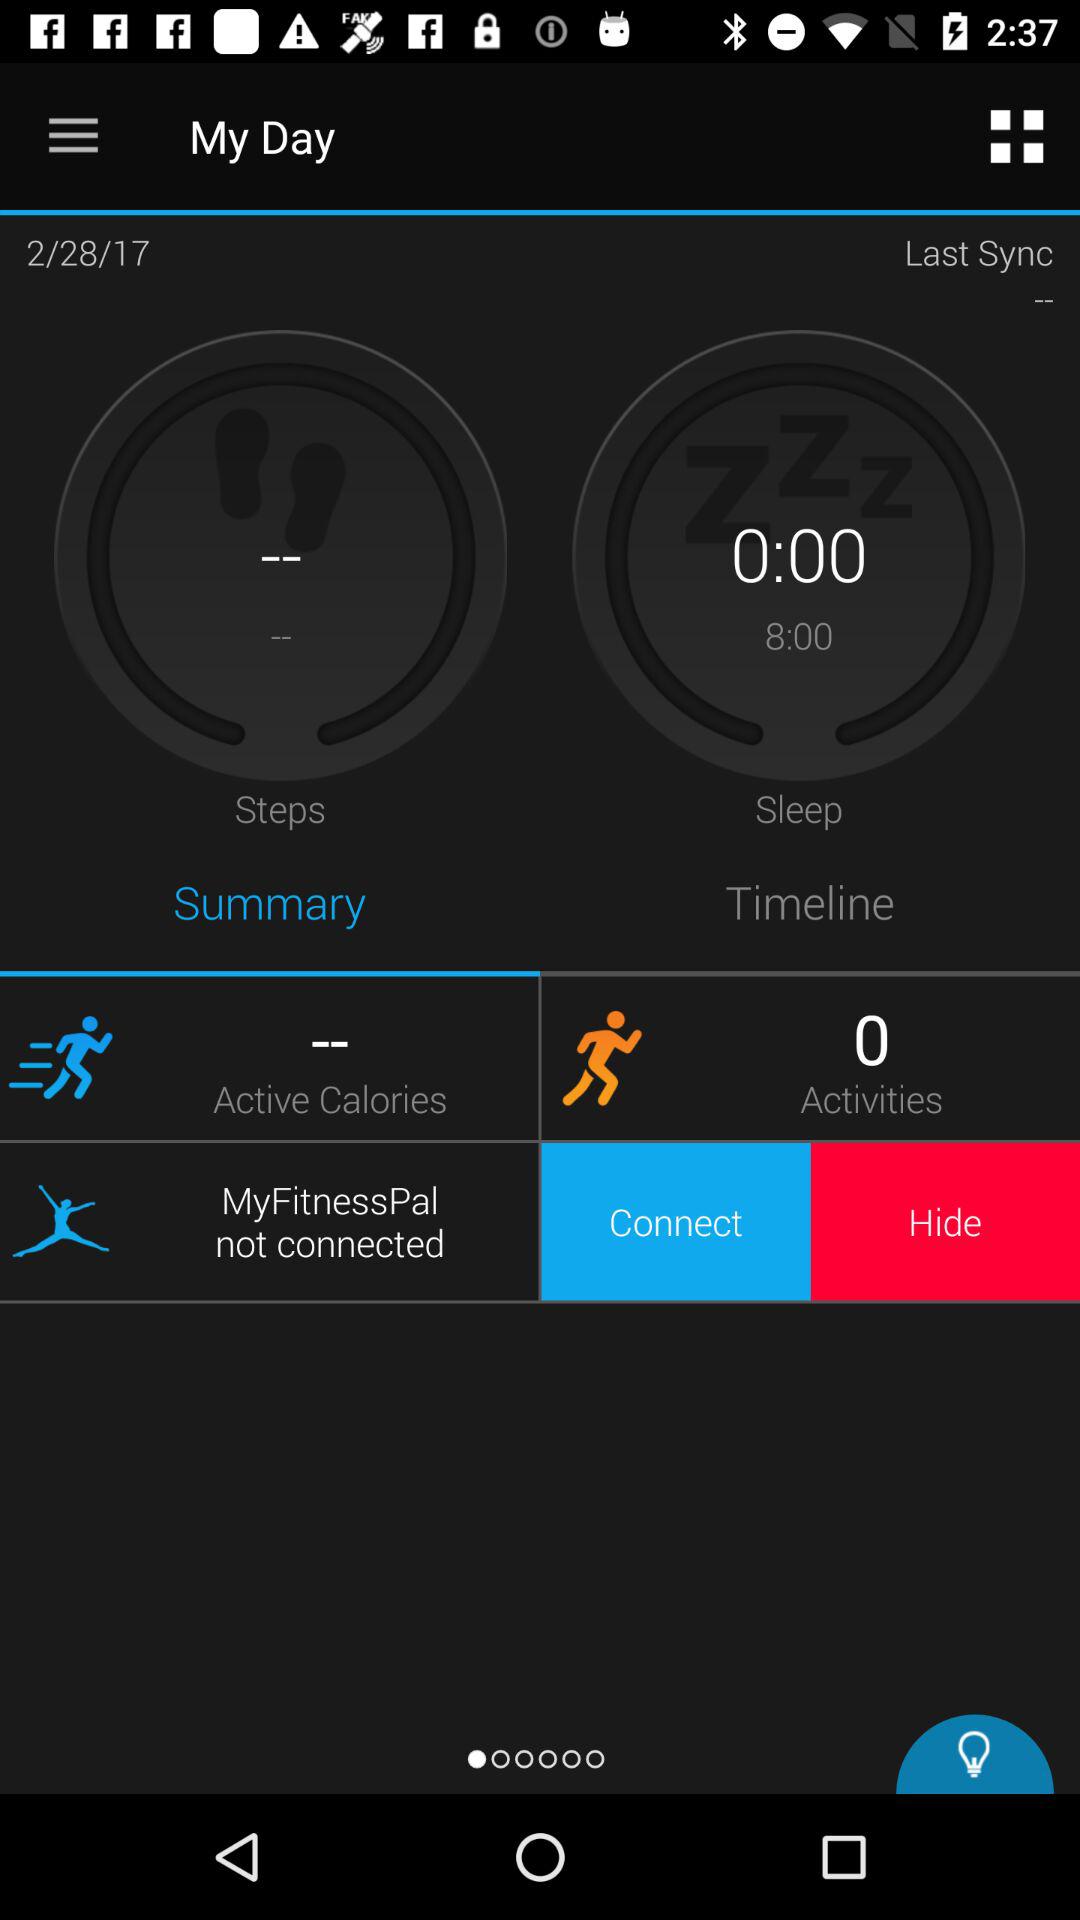 FAKE
2:37
My Day
2/28/17
Last Sync
--
--
--
Steps
0:00
8:00
Sleep
Summary
Timeline
--
Active Calories
0
Activities
MyFitnessPal
not connected
Connect
Hide